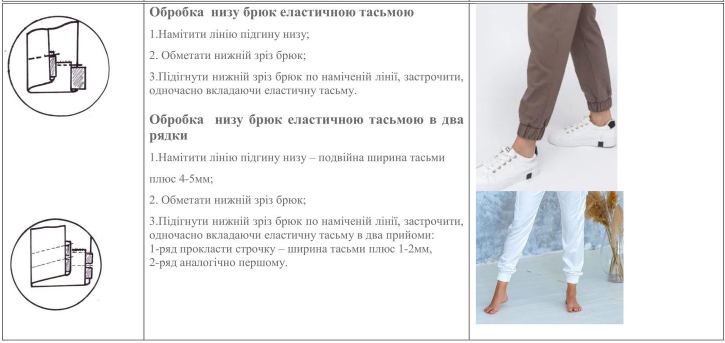 Обробка низу брюк еластичною тасьмою
1.Намітити лінію підгину низу;
2. Обметати нижній зріз брюк;
3.Підігнути нижній зріз брюк по наміченій лінії, застрочити,
одночасно вкладаючи еластичну тасьму.
Обробка низу брюк еластичною тасьмою в два
рядки
1.Намітити лінію підгину низу – подвійна ширина тасьми
плюс 4-5мм;
2. Обметати нижній зріз брюк;
3.Підігнути нижній зріз брюк по наміченій лінії, застрочити,
одночасно вкладаючи еластичну тасьму в два прийоми:
1-ряд прокласти строчку – ширина тасьми плюс 1-2мм,
2-ряд аналогічно першому.